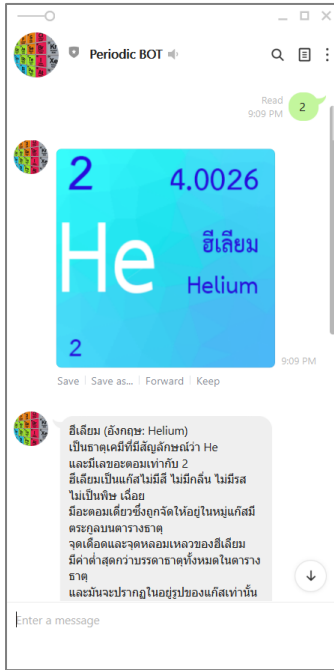 Periodic BOT
Read
9:09 PM
2
2
4.0026
He
ฮีเลียม
Helium
2
9:09 PM
Save
Save as...
Forward
Keep
ฮีเลียม (อังกฤษ: Helium)
เป็นธาตุเคมีที่มีสัญลักษณ์ว่า He
และมีเลขอะตอมเท่ากับ 2
ฮีเลียมเป็นแก๊สไม่มีสี ไม่มีกลิ่น ไม่มีรส
ไม่เป็นพิษ เฉื่อย
มีอะตอมเดี่ยวซึ่งถูกจัดให้อยู่ในหมู่แก๊สมี
ตระกูลบนตารางธาตุ
จุดเดือดและจุดหลอมเหลวของฮีเลียม
มีค่าต่ำสุดกว่าบรรดาธาตุทั้งหมดในตาราง
ธาตุ
และมันจะปรากฏในอยู่รูปของแก๊สเท่านั้น
Enter a message